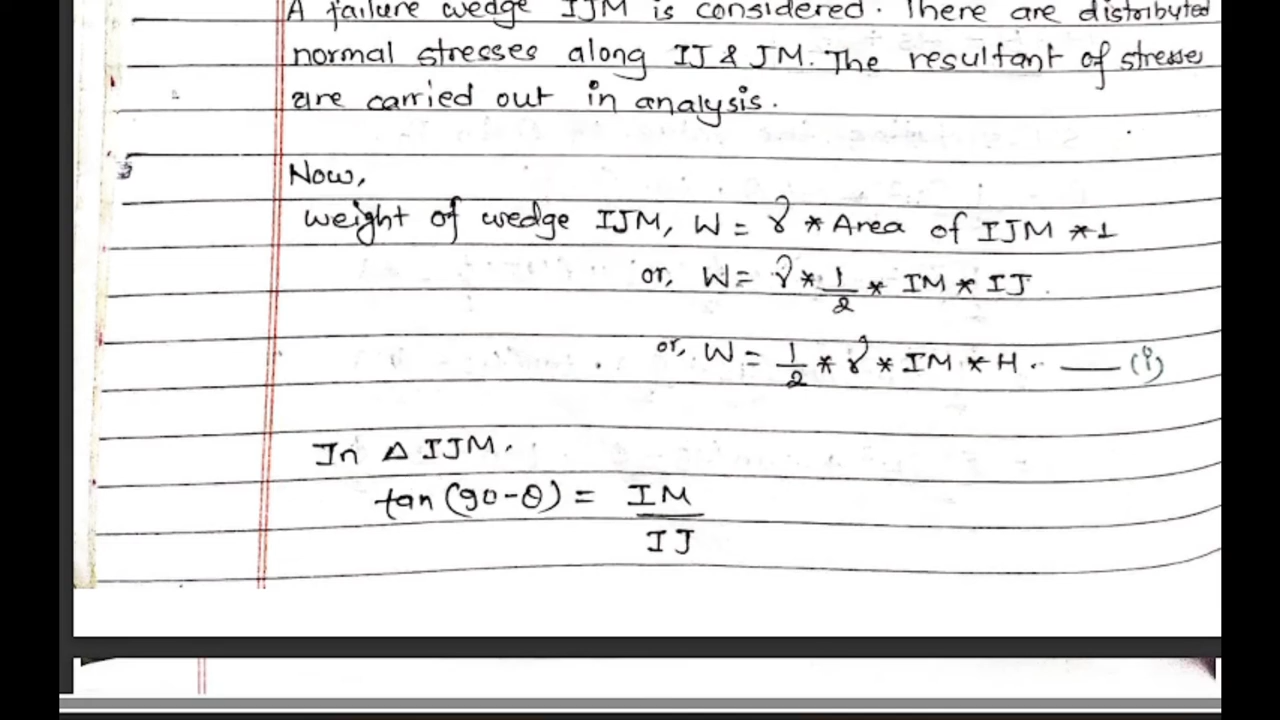 A failure wedge IJM is considered. There are distributed
normal stresses along IJ & JM. The resultant of stresses
are carried out in analysis.
Now,
weight of wedge IJM, W = γ * Area of IJM * 1
or, W = γ * 1/2 * IM * IJ.
or, W = 1/2 * γ * IM * H. — (i)
In Δ IJM.
tan (90-θ) = IM/IJ